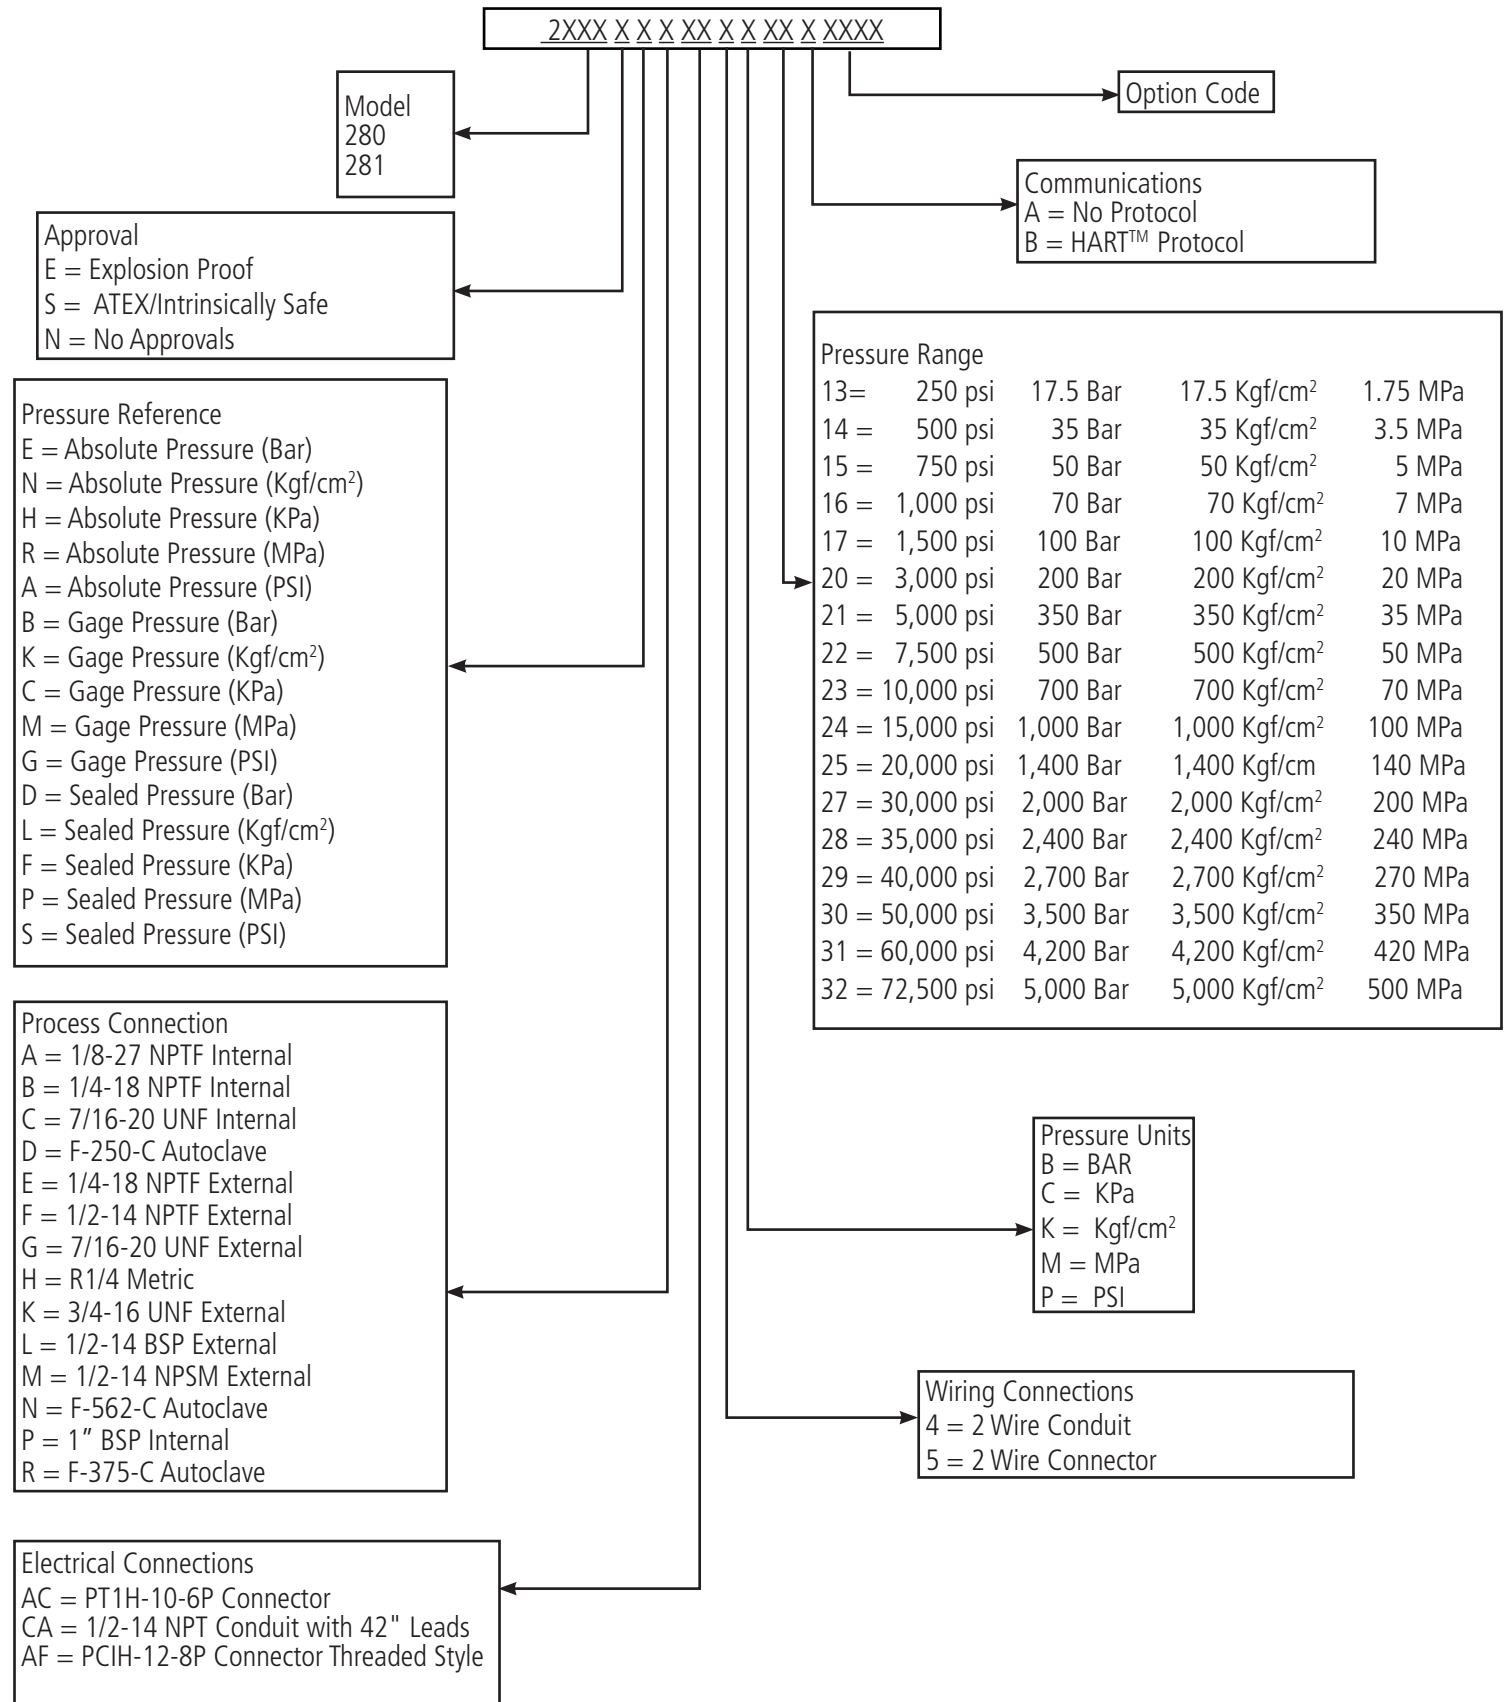 2XXX X X X XX X X XX X XXXX
Model
280
281
Option Code
Communications
A = No Protocol
B = HART™ Protocol
Approval
E = Explosion Proof
S = ATEX/Intrinsically Safe
N = No Approvals
Pressure Range
13= 250 psi 17.5 Bar 17.5 Kgf/cm² 1.75 MPa
14 = 500 psi 35 Bar 35 Kgf/cm² 3.5 MPa
15 = 750 psi 50 Bar 50 Kgf/cm² 5 MPa
16 = 1,000 psi 70 Bar 70 Kgf/cm² 7 MPa
17 = 1,500 psi 100 Bar 100 Kgf/cm² 10 MPa
20 = 3,000 psi 200 Bar 200 Kgf/cm² 20 MPa
21 = 5,000 psi 350 Bar 350 Kgf/cm² 35 MPa
22 = 7,500 psi 500 Bar 500 Kgf/cm² 50 MPa
23 = 10,000 psi 700 Bar 700 Kgf/cm² 70 MPa
24 = 15,000 psi 1,000 Bar 1,000 Kgf/cm² 100 MPa
25 = 20,000 psi 1,400 Bar 1,400 Kgf/cm 140 MPa
27 = 30,000 psi 2,000 Bar 2,000 Kgf/cm² 200 MPa
28 = 35,000 psi 2,400 Bar 2,400 Kgf/cm² 240 MPa
29 = 40,000 psi 2,700 Bar 2,700 Kgf/cm² 270 MPa
30 = 50,000 psi 3,500 Bar 3,500 Kgf/cm² 350 MPa
31 = 60,000 psi 4,200 Bar 4,200 Kgf/cm² 420 MPa
32 = 72,500 psi 5,000 Bar 5,000 Kgf/cm² 500 MPa
Pressure Reference
E = Absolute Pressure (Bar)
N = Absolute Pressure (Kgf/cm²)
H = Absolute Pressure (KPa)
R = Absolute Pressure (MPa)
A = Absolute Pressure (PSI)
B = Gage Pressure (Bar)
K = Gage Pressure (Kgf/cm²)
C = Gage Pressure (KPa)
M = Gage Pressure (MPa)
G = Gage Pressure (PSI)
D = Sealed Pressure (Bar)
L = Sealed Pressure (Kgf/cm²)
F = Sealed Pressure (KPa)
P = Sealed Pressure (MPa)
S = Sealed Pressure (PSI)
Process Connection
A = 1/8-27 NPTF Internal
B = 1/4-18 NPTF Internal
C = 7/16-20 UNF Internal
D = F-250-C Autoclave
E = 1/4-18 NPTF External
F = 1/2-14 NPTF External
G = 7/16-20 UNF External
H = R1/4 Metric
K = 3/4-16 UNF External
L = 1/2-14 BSP External
M = 1/2-14 NPSM External
N = F-562-C Autoclave
P = 1″ BSP Internal
R = F-375-C Autoclave
Pressure Units
B = BAR
C = KPa
K = Kgf/cm²
M = MPa
P = PSI
Wiring Connections
4 = 2 Wire Conduit
5 = 2 Wire Connector
Electrical Connections
AC = PT1H-10-6P Connector
CA = 1/2-14 NPT Conduit with 42" Leads
AF = PCIH-12-8P Connector Threaded Style